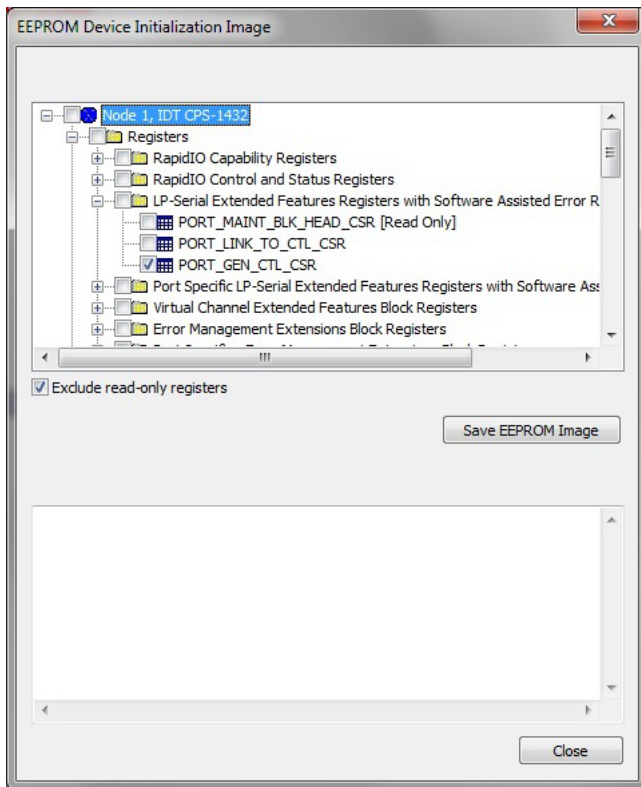 EEPROM Device Initialization Image
Node 1, IDT CPS-1432
Registers
RapidIO Capability Registers
RapidIO Control and Status Registers
LP-Serial Extended Features Registers with Software Assisted Error R
PORT_MAINT_BLK_HEAD_CSR [Read Only]
PORT_LINK_TO_CTL_CSR
PORT_GEN_CTL_CSR
Port Specific LP-Serial Extended Features Registers with Software Ass
Virtual Channel Extended Features Block Registers
Error Management Extensions Block Registers
Exclude read-only registers
Save EEPROM Image
Close